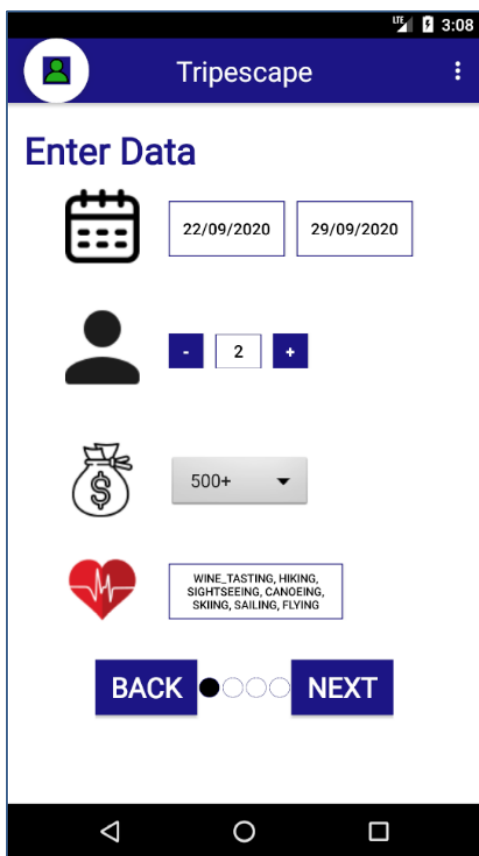 LTE 3:08
Tripescape
Enter Data
22/09/2020 29/09/2020
- 2 +
$
500+
WINE_TASTING, HIKING,
SIGHTSEEING, CANOEING,
SKIING, SAILING, FLYING
BACK NEXT